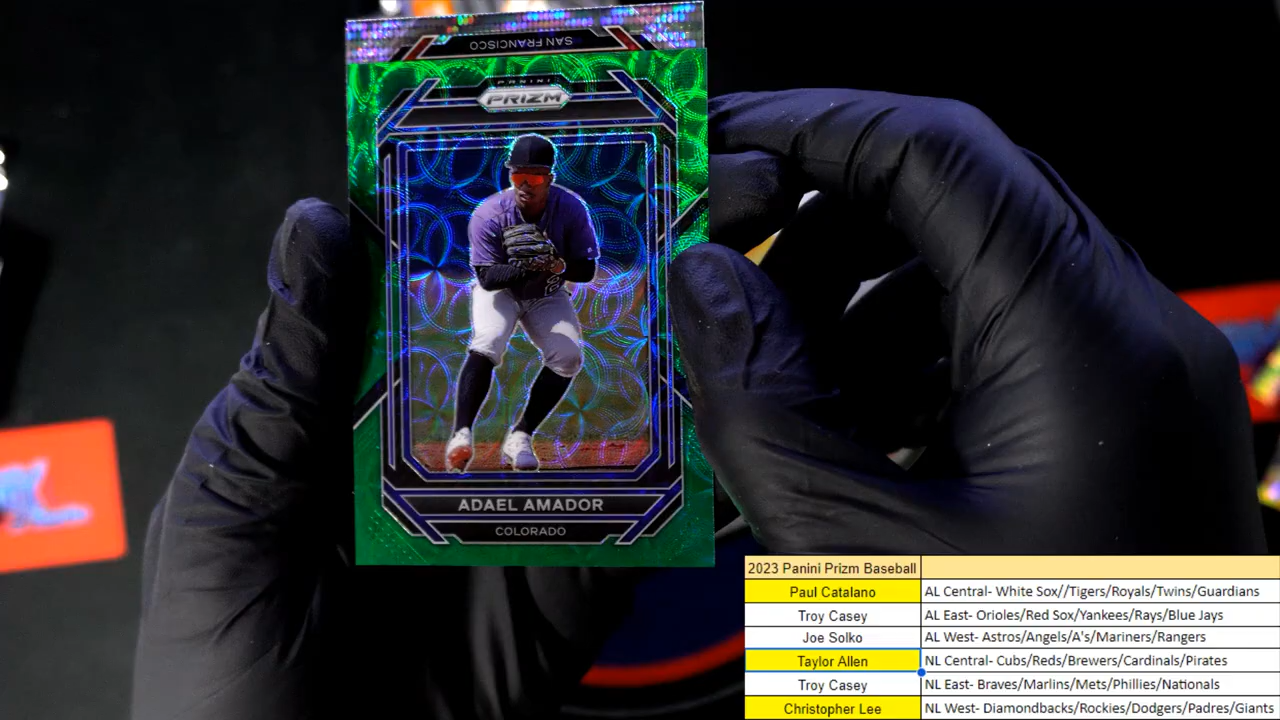 SAN FRANCISCO
PANINI
PRIZM
ADAEL AMADOR
COLORADO
2023 Panini Prizm Baseball
Paul Catalano AL Central- White Sox//Tigers/Royals/Twins/Guardians
Troy Casey AL East- Orioles/Red Sox/Yankees/Rays/Blue Jays
Joe Solko AL West- Astros/Angels/A's/Mariners/Rangers
Taylor Allen NL Central- Cubs/Reds/Brewers/Cardinals/Pirates
Troy Casey NL East- Braves/Marlins/Mets/Phillies/Nationals
Christopher Lee NL West- Diamondbacks/Rockies/Dodgers/Padres/Giants